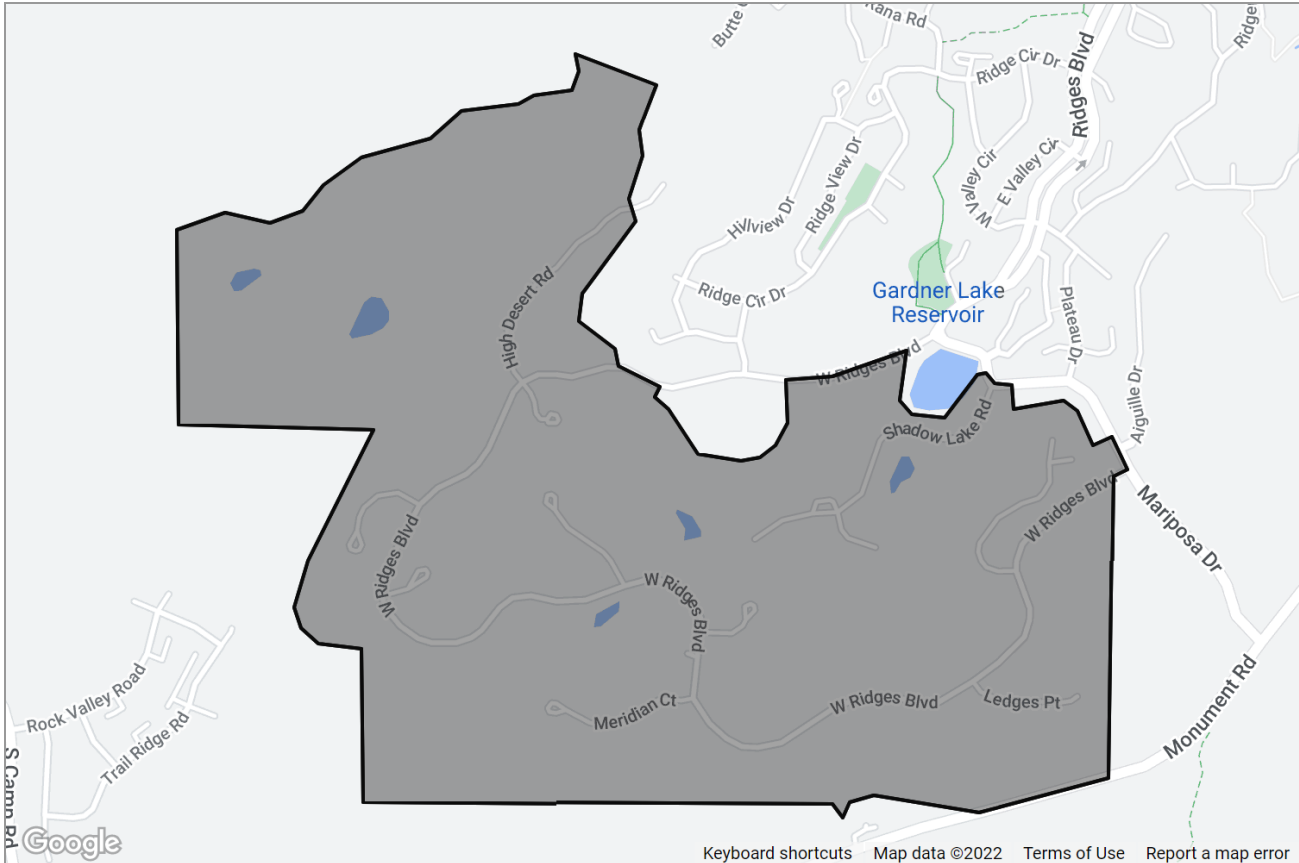 Butte
Kana Rd
Ridges Blvd
Ridge
Ridge Cir Dr
Ridge View Dr
W Valley Cir
E Valley Cir
Hillview Dr
Ridge Cir Dr
High Desert Rd
Gardner Lake
Reservoir
Plateau Dr
W Ridges Blvd
Aiguille Dr
Shadow Lake Rd
W Ridges Blvd
Mariposa Dr
W Ridges Blvd
W Ridges Blvd
Rock Valley Road
Trail Ridge Rd
Meridian Ct
W Ridges Blvd
Ledges Pt
Monument Rd
S Camp Rd
Google
Keyboard shortcuts Map data ©2022 Terms of Use Report a map error